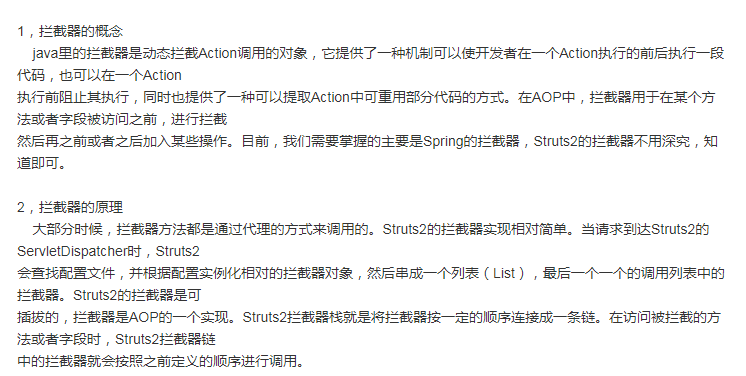 1，拦截器的概念
java里的拦截器是动态拦截Action调用的对象，它提供了一种机制可以使开发者在一个Action执行的前后执行一段
代码，也可以在一个Action
执行前阻止其执行，同时也提供了一种可以提取Action中可重用部分代码的方式。在AOP中，拦截器用于在某个方
法或者字段被访问之前，进行拦截
然后再之前或者之后加入某些操作。目前，我们需要掌握的主要是Spring的拦截器，Struts2的拦截器不用深究，知
道即可。
2，拦截器的原理
大部分时候，拦截器方法都是通过代理的方式来调用的。Struts2的拦截器实现相对简单。当请求到达Struts2的
ServletDispatcher时，Struts2
会查找配置文件，并根据配置实例化相对的拦截器对象，然后串成一个列表（List），最后一个一个的调用列表中的
拦截器。Struts2的拦截器是可
插拔的，拦截器是AOP的一个实现。Struts2拦截器栈就是将拦截器按一定的顺序连接成一条链。在访问被拦截的方
法或者字段时，Struts2拦截器链
中的拦截器就会按照之前定义的顺序进行调用。